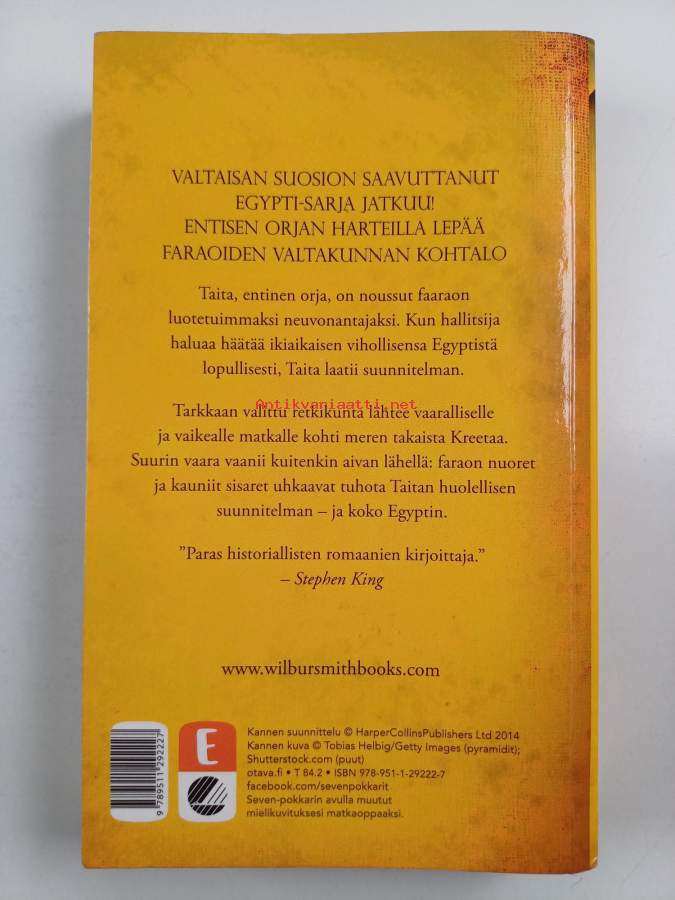 VALTAISAN SUOSION SAAVUTTANUT
EGYPTI-SARJA JATKUU!
ENTISEN ORJAN HARTEILLA LEPÄÄ
FARAOIDEN VALTAKUNNAN KOHTALO
Taita, entinen orja, on noussut faaraon
luotetuimmaksi neuvonantajaksi. Kun hallitsija
haluaa häätää ikiaikaisen vihollisensa Egyptistä
lopullisesti, Taita laatii suunnitelman.
Antikvariaatti.net
Tarkkaan valittu retkikunta lähtee vaaralliselle
ja vaikealle matkalle kohti meren takaista Kreetaa.
Suurin vaara vaanii kuitenkin aivan lähellä: faraon nuoret
ja kauniit sisaret uhkaavat tuhota Taitan huolellisen
suunnitelman – ja koko Egyptin.
”Paras historiallisten romaanien kirjoittaja.”
– Stephen King
www.wilbursmithbooks.com
9 789511 292227
E
Kannen suunnittelu © HarperCollinsPublishers Ltd 2014
Kannen kuva © Tobias Helbig/Getty Images (pyramidit);
Shutterstock.com (puut)
otava.fi • T 84.2 • ISBN 978-951-1-29222-7
facebook.com/sevenpokkarit
Seven-pokkarin avulla muutut
mielikuvituksesi matkaoppaaksi.